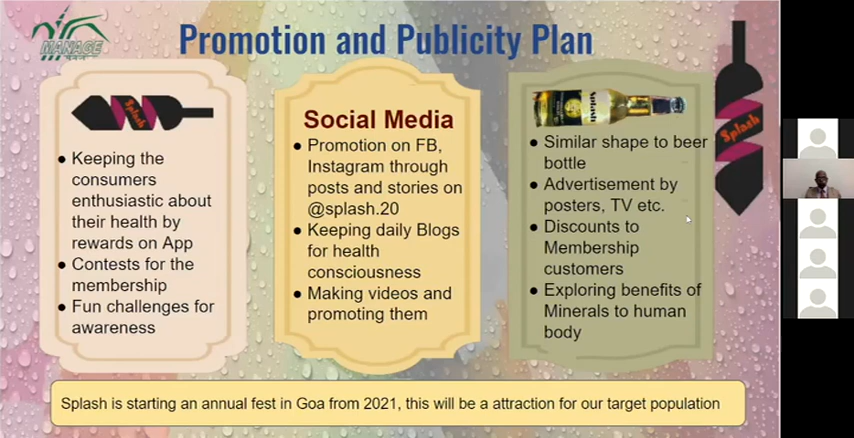 MANAGE
Promotion and Publicity Plan
Splash
Keeping the
consumers
enthusiastic about
their health by
rewards on App
Contests for the
membership
Fun challenges for
awareness
Social Media
Promotion on FB,
Instagram through
posts and stories on
@splash.20
Keeping daily Blogs
for health
consciousness
Making videos and
promoting them
Splash
Similar shape to beer
bottle
Advertisement by
posters, TV etc.
Discounts to
Membership
customers
Exploring benefits of
Minerals to human
body
Splash
Splash is starting an annual fest in Goa from 2021, this will be a attraction for our target population